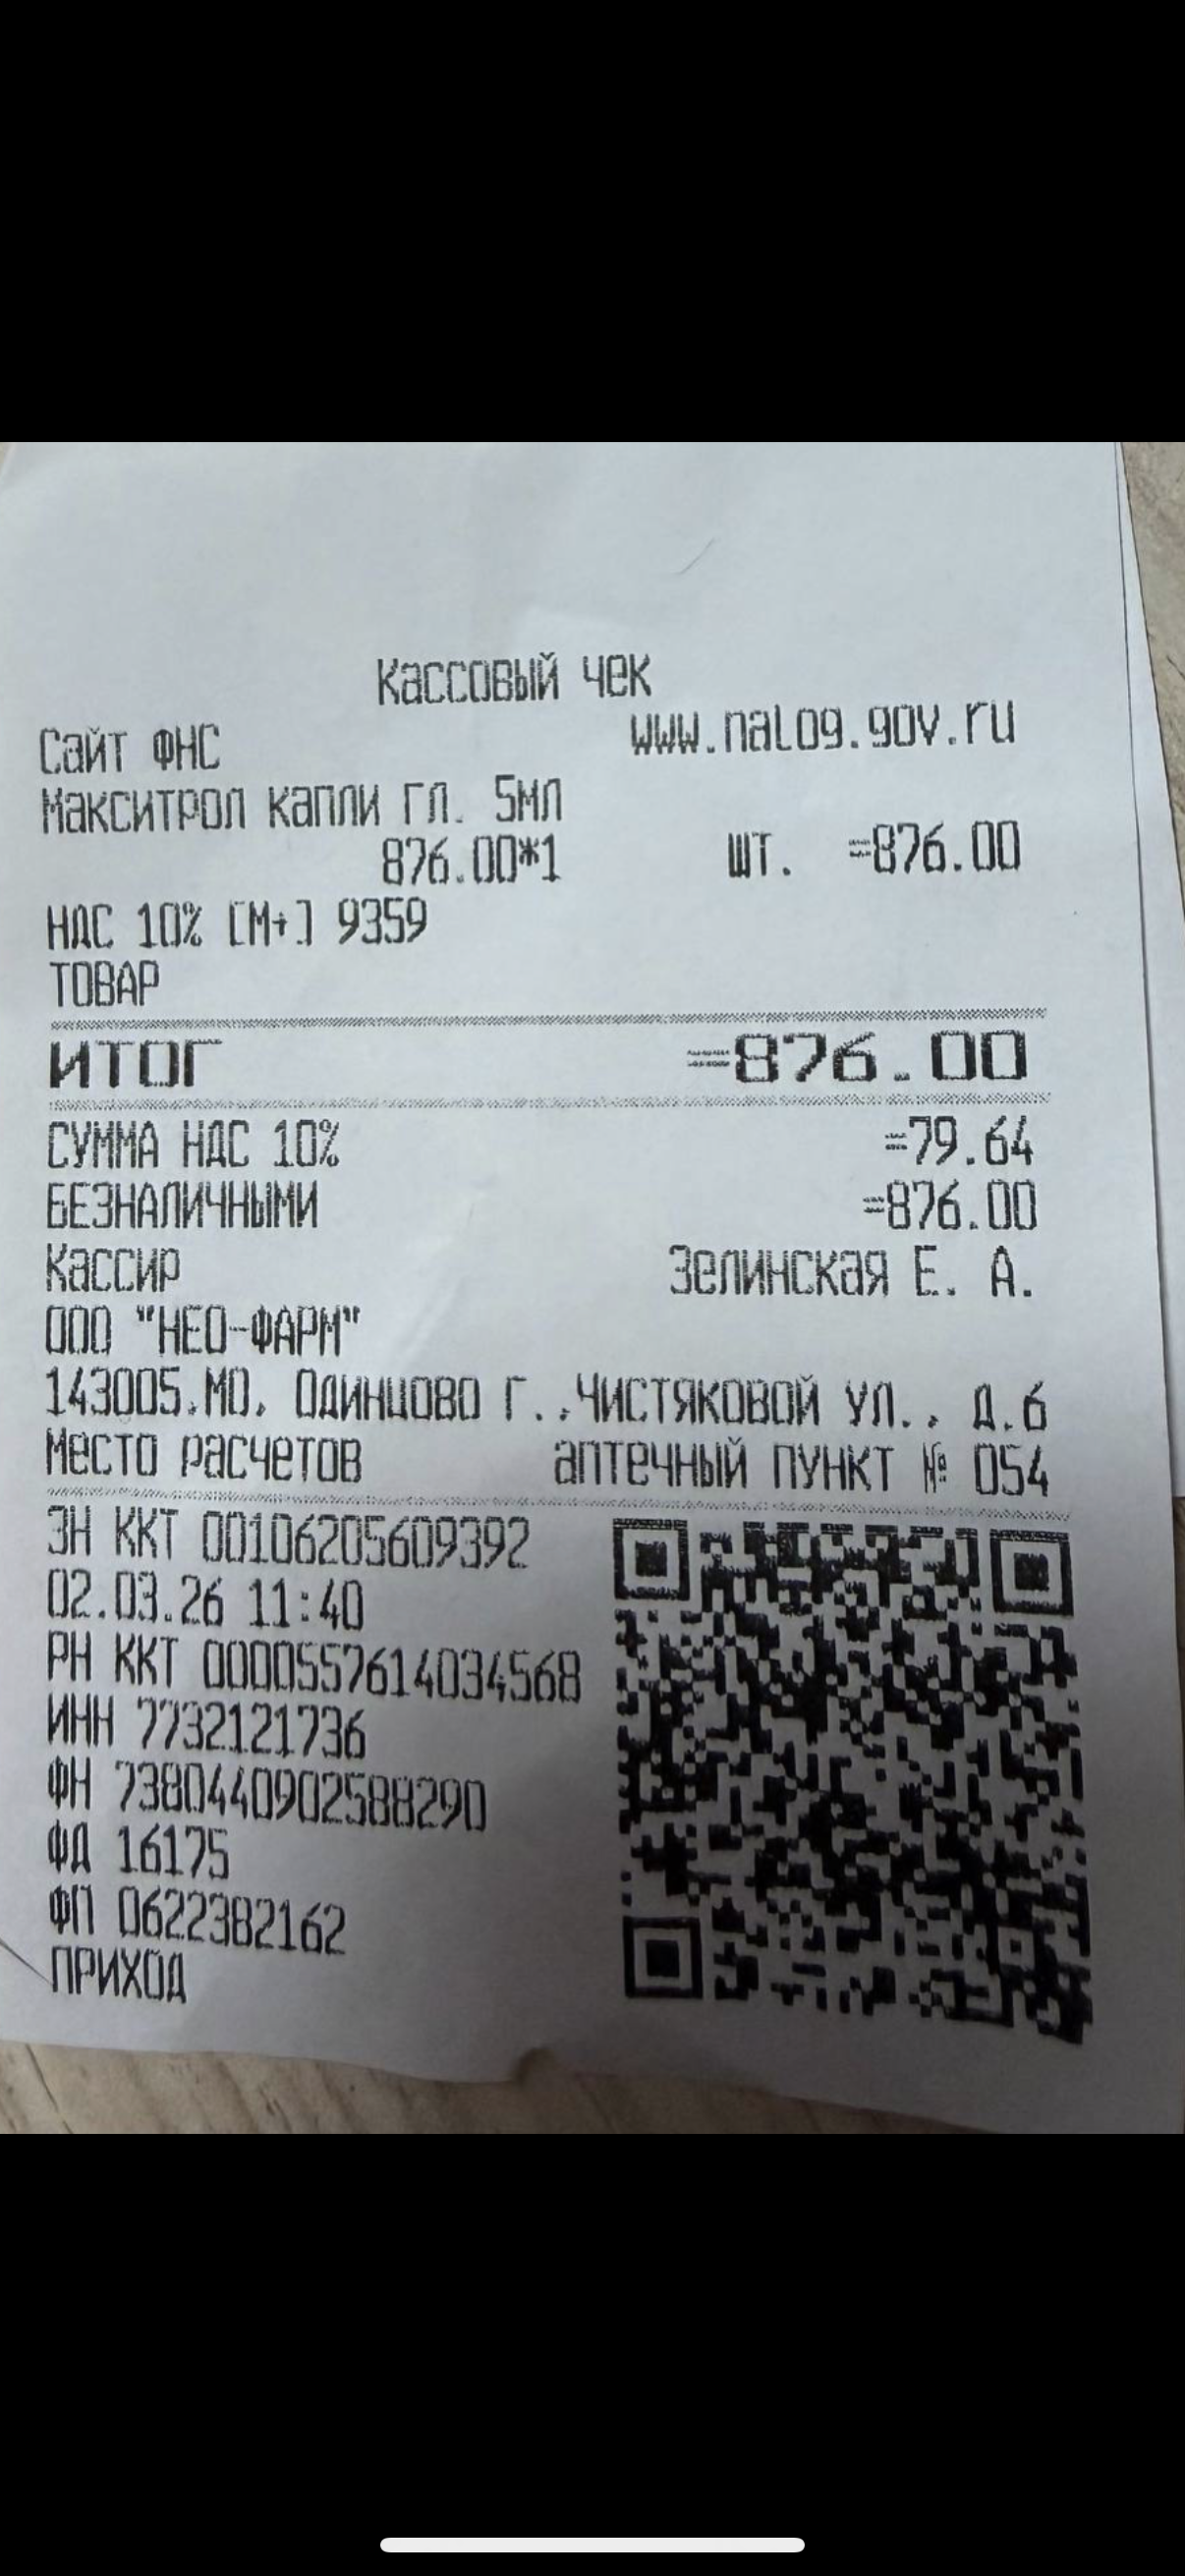 Кассовый чек
Сайт ФНС www.nalog.gov.ru
Макситрол капли гл. 5мл
876.00*1 шт. =876.00
НДС 10% [М+] 9359
ТОВАР
ИТОГ =876.00
СУММА НДС 10% =79.64
БЕЗНАЛИЧНЫМИ =876.00
Кассир Зелинская Е. А.
ООО "НЕО-ФАРМ"
143005,МО, Одинцово г.,Чистяковой ул., д.6
Место расчетов аптечный пункт № 054
ЗН ККТ 00106205609392
02.03.26 11:40
РН ККТ 0000557614034568
ИНН 7732121736
ФН 7380440902588290
ФД 16175
ФП 0622382162
ПРИХОД